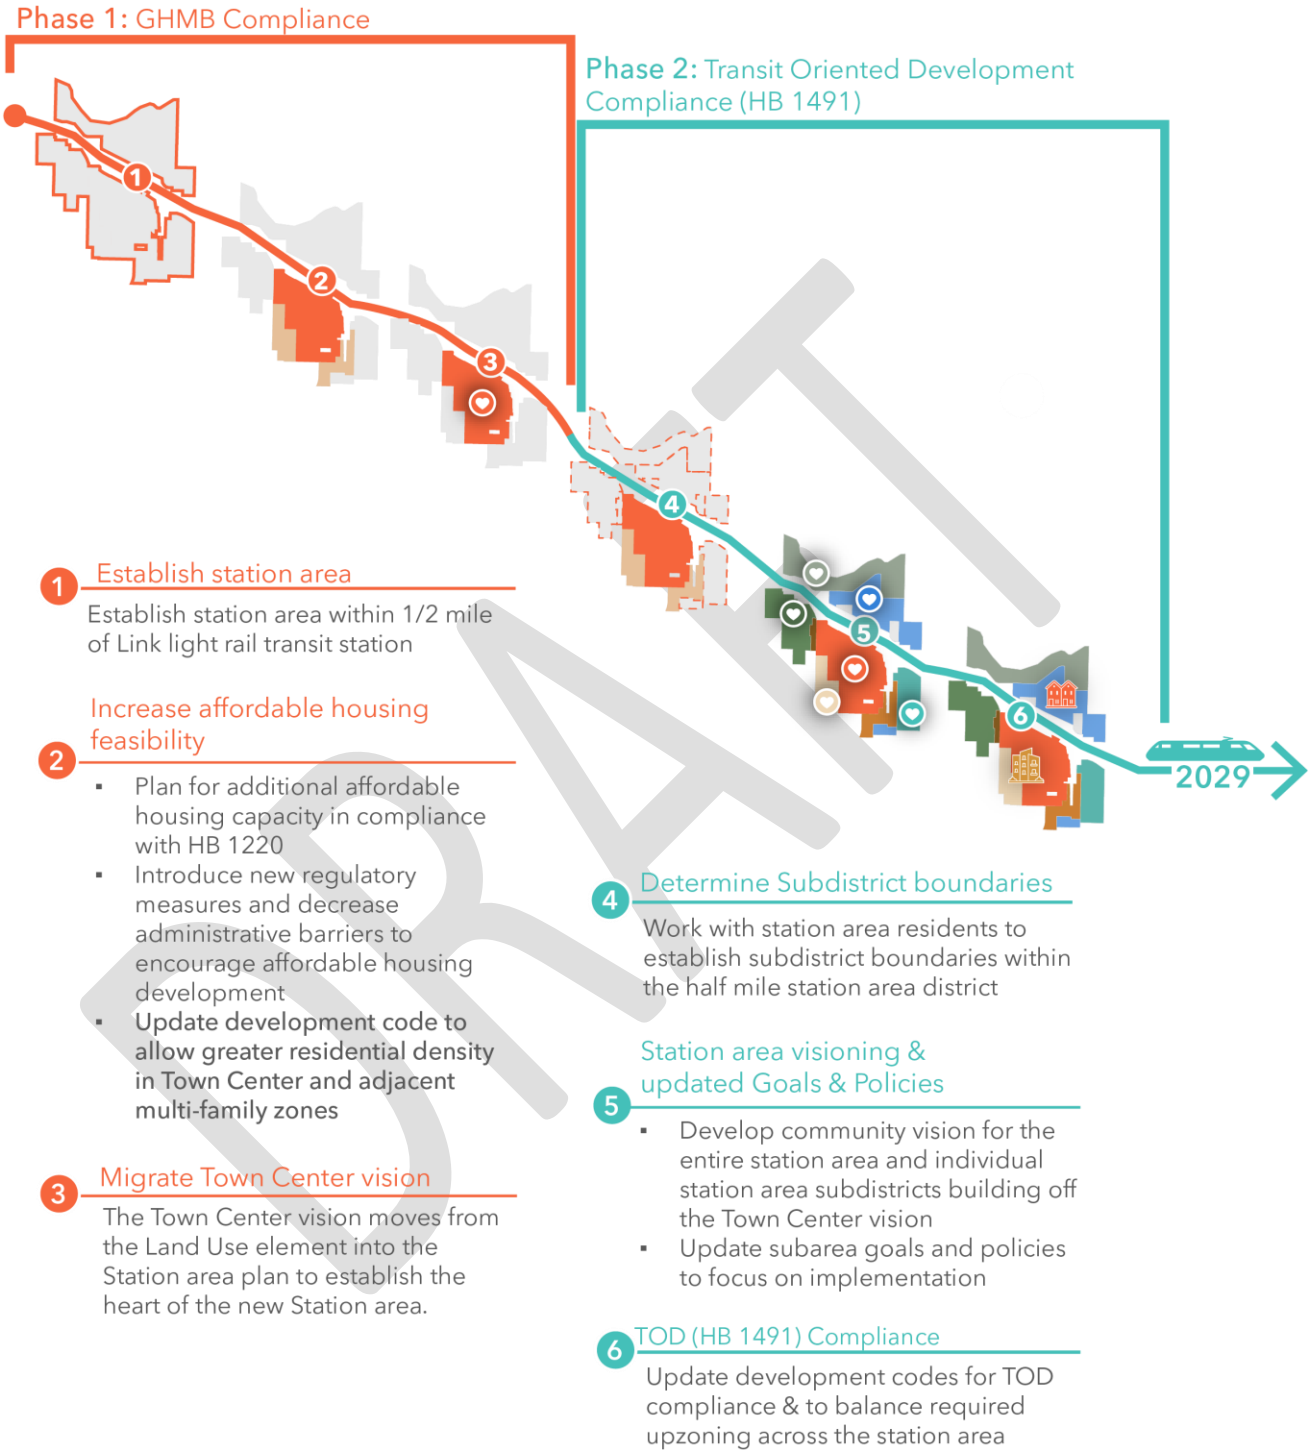 Phase 1: GHMB Compliance
Phase 2: Transit Oriented Development
Compliance (HB 1491)
1
2
3
4
5
6
2029
1
Establish station area
Establish station area within 1/2 mile
of Link light rail transit station
Increase affordable housing
feasibility
2
▪ Plan for additional affordable
housing capacity in compliance
with HB 1220
▪ Introduce new regulatory
measures and decrease
administrative barriers to
encourage affordable housing
development
▪ Update development code to
allow greater residential density
in Town Center and adjacent
multi-family zones
3
Migrate Town Center vision
The Town Center vision moves from
the Land Use element into the
Station area plan to establish the
heart of the new Station area.
4
Determine Subdistrict boundaries
Work with station area residents to
establish subdistrict boundaries within
the half mile station area district
Station area visioning &
updated Goals & Policies
5
▪ Develop community vision for the
entire station area and individual
station area subdistricts building off
the Town Center vision
▪ Update subarea goals and policies
to focus on implementation
6
TOD (HB 1491) Compliance
Update development codes for TOD
compliance & to balance required
upzoning across the station area
DRAFT